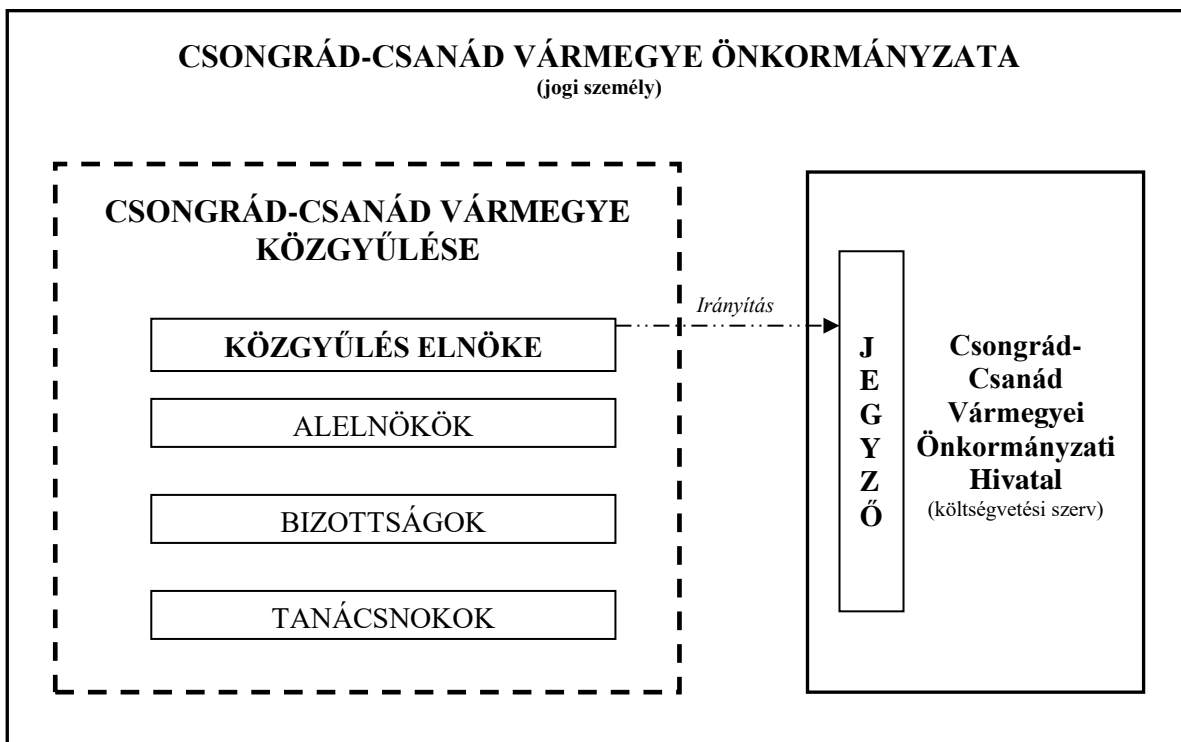 CSONGRÁD-CSANÁD VÁRMEGYE ÖNKORMÁNYZATA
(jogi személy)
CSONGRÁD-CSANÁD VÁRMEGYE
KÖZGYŰLÉSE
KÖZGYŰLÉS ELNÖKE
ALELNÖKÖK
BIZOTTSÁGOK
TANÁCSNOKOK
Irányítás
J
E
G
Y
Z
Ő
Csongrád-
Csanád
Vármegyei
Önkormányzati
Hivatal
(költségvetési szerv)